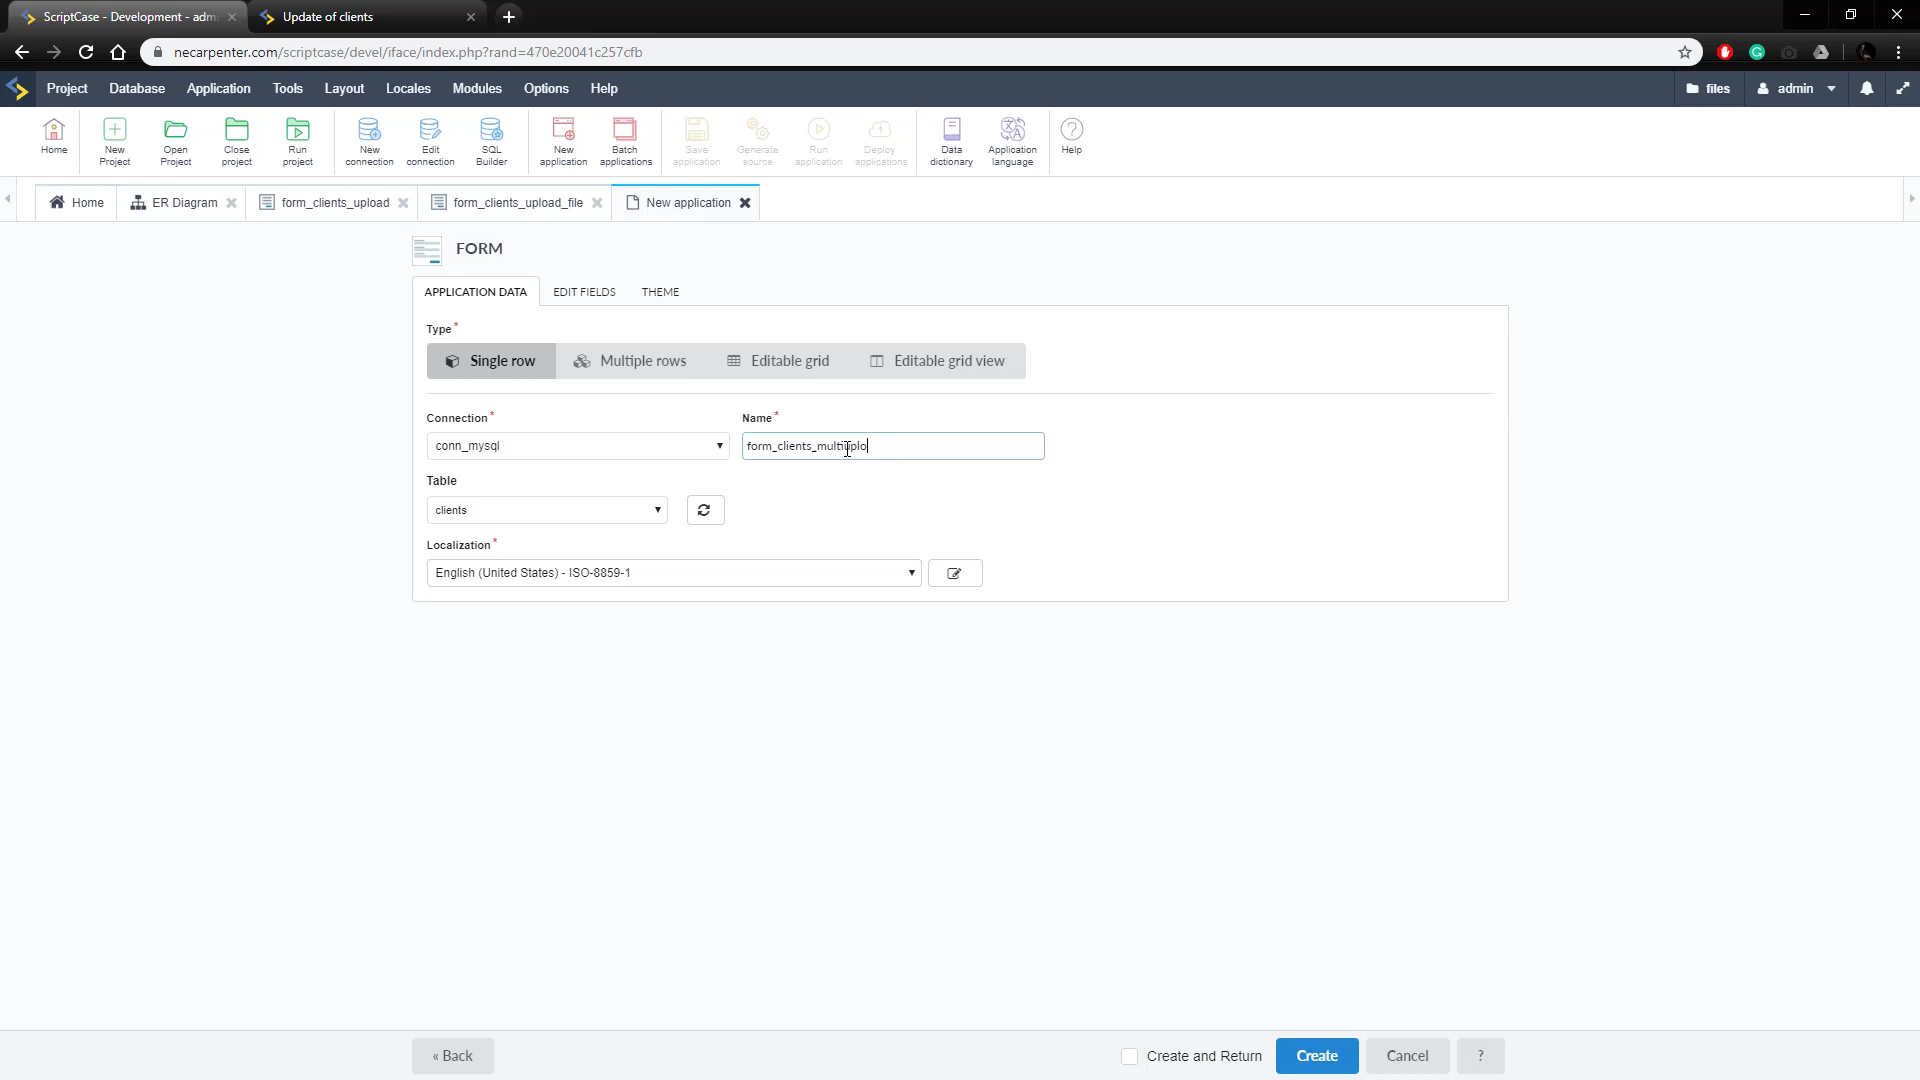 ScriptCase - Development - adm
Update of clients
necarpenter.com/scriptcase/devel/iface/index.php?rand=470e20041c257cfb
Project Database Application Tools Layout Locales Modules Options Help files admin
Home
New Project
Open Project
Close project
Run project
New connection
Edit connection
SQL Builder
New application
Batch applications
Save application
Generate source
Run application
Deploy applications
Data dictionary
Application language
Help
Home ER Diagram form_clients_upload form_clients_upload_file New application
FORM
APPLICATION DATA EDIT FIELDS THEME
Type *
Single row Multiple rows Editable grid Editable grid view
Connection * Name *
conn_mysql
Table
clients
Localization *
English (United States) - ISO-8859-1
« Back Create and Return Create Cancel ?